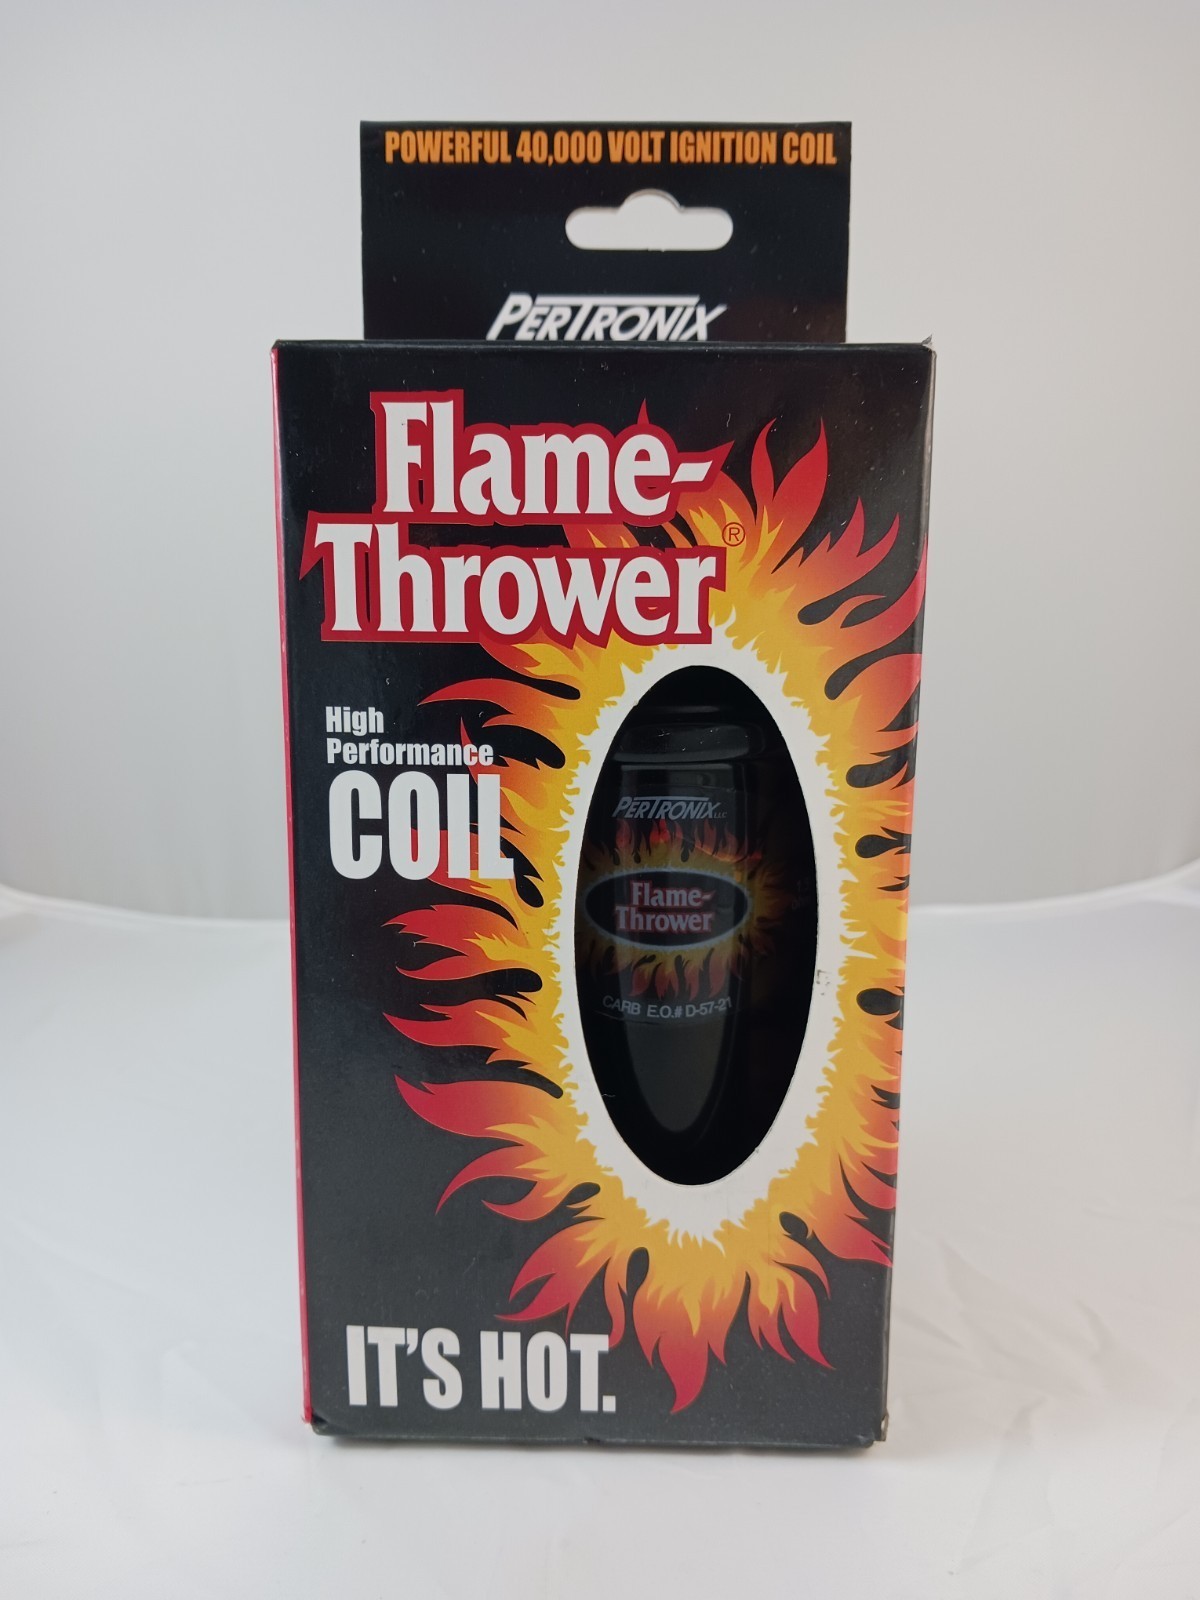 POWERFUL 40,000 VOLT IGNITION COIL
PERTRONIX
Flame-
Thrower®
High
Performance
COIL
PERTRONIX LLC
Flame-
Thrower
CARB E.O.# D-57-21
IT'S HOT.